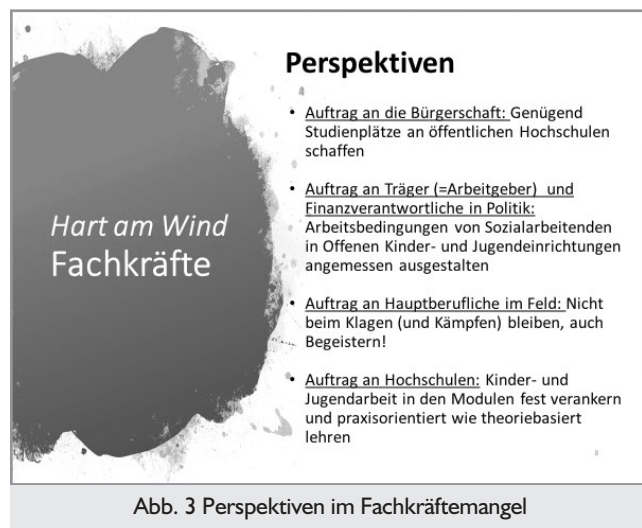 Hart am Wind
Fachkräfte
Perspektiven
• Auftrag an die Bürgerschaft: Genügend
Studienplätze an öffentlichen Hochschulen
schaffen
• Auftrag an Träger (=Arbeitgeber) und
Finanzverantwortliche in Politik:
Arbeitsbedingungen von Sozialarbeitenden
in Offenen Kinder- und Jugendeinrichtungen
angemessen ausgestalten
• Auftrag an Hauptberufliche im Feld: Nicht
beim Klagen (und Kämpfen) bleiben, auch
Begeistern!
• Auftrag an Hochschulen: Kinder- und
Jugendarbeit in den Modulen fest verankern
und praxisorientiert wie theoriebasiert
lehren
8
Abb. 3 Perspektiven im Fachkräftemangel